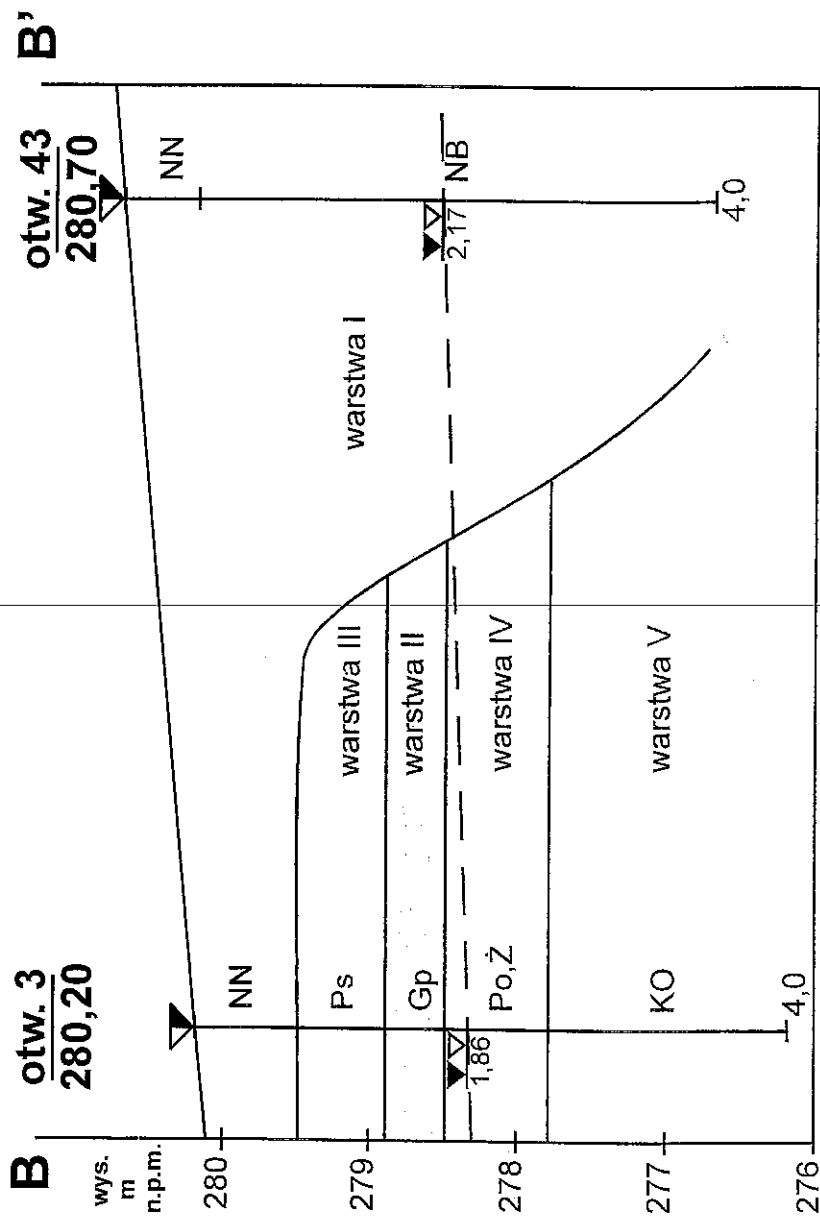 B
B'
otw. 3
280,20
otw. 43
280,70
wys.
m
n.p.m.
280
279
278
277
276
NN
Ps
Gp
Po,Ż
KO
1,86
4,0
warstwa III
warstwa II
warstwa IV
warstwa V
warstwa I
NN
NB
2,17
4,0